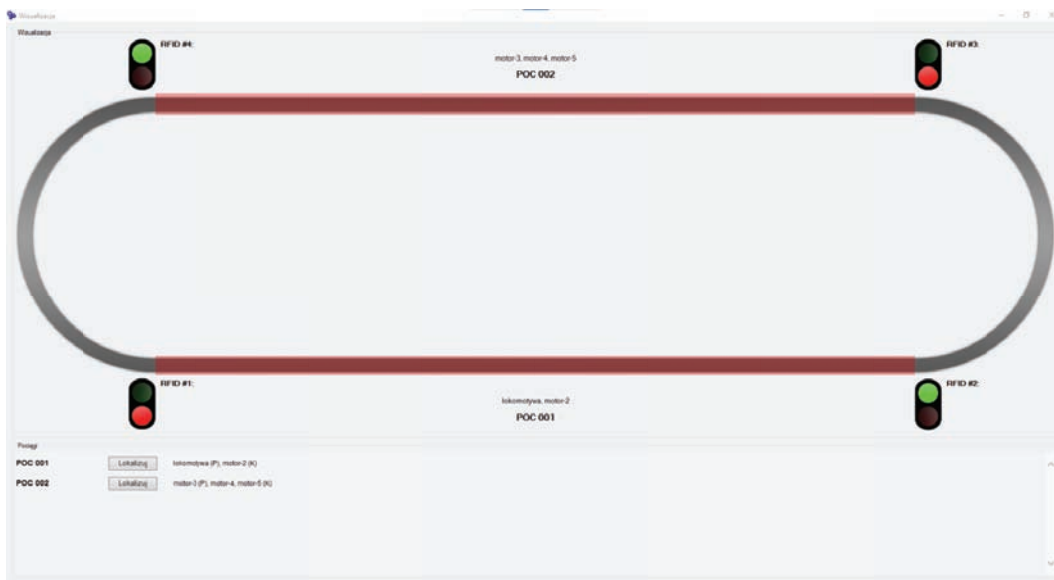 Wizualizacja
Wizualizacja
RFID #4:
motor-3, motor-4, motor-5
POC 002
RFID #3:
RFID #1:
lokomotywa, motor-2
POC 001
RFID #2:
Pociągi
POC 001 Lokalizuj lokomotywa (P), motor-2 (K)
POC 002 Lokalizuj motor-3 (P), motor-4, motor-5 (K)